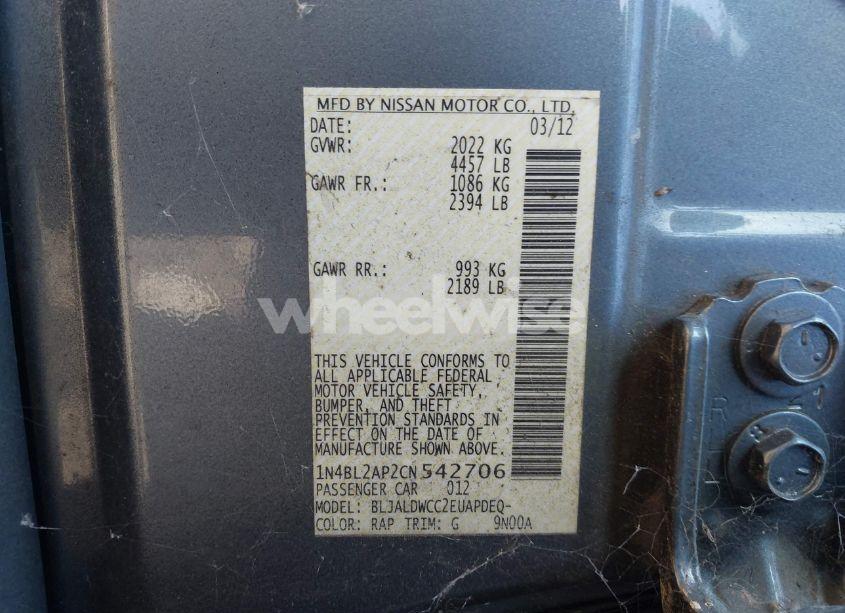 MFD BY NISSAN MOTOR CO., LTD.
DATE: 03/12
GVWR: 2022 KG
4457 LB
GAWR FR.: 1086 KG
2394 LB
GAWR RR.: 993 KG
2189 LB
wheelwise
THIS VEHICLE CONFORMS TO
ALL APPLICABLE FEDERAL
MOTOR VEHICLE SAFETY,
BUMPER, AND THEFT
PREVENTION STANDARDS IN
EFFECT ON THE DATE OF
MANUFACTURE SHOWN ABOVE.
1N4BL2AP2CN542706
PASSENGER CAR 012
MODEL: BLJALDWCC2EUAPDEQ-
COLOR: RAP TRIM: G 9N00A